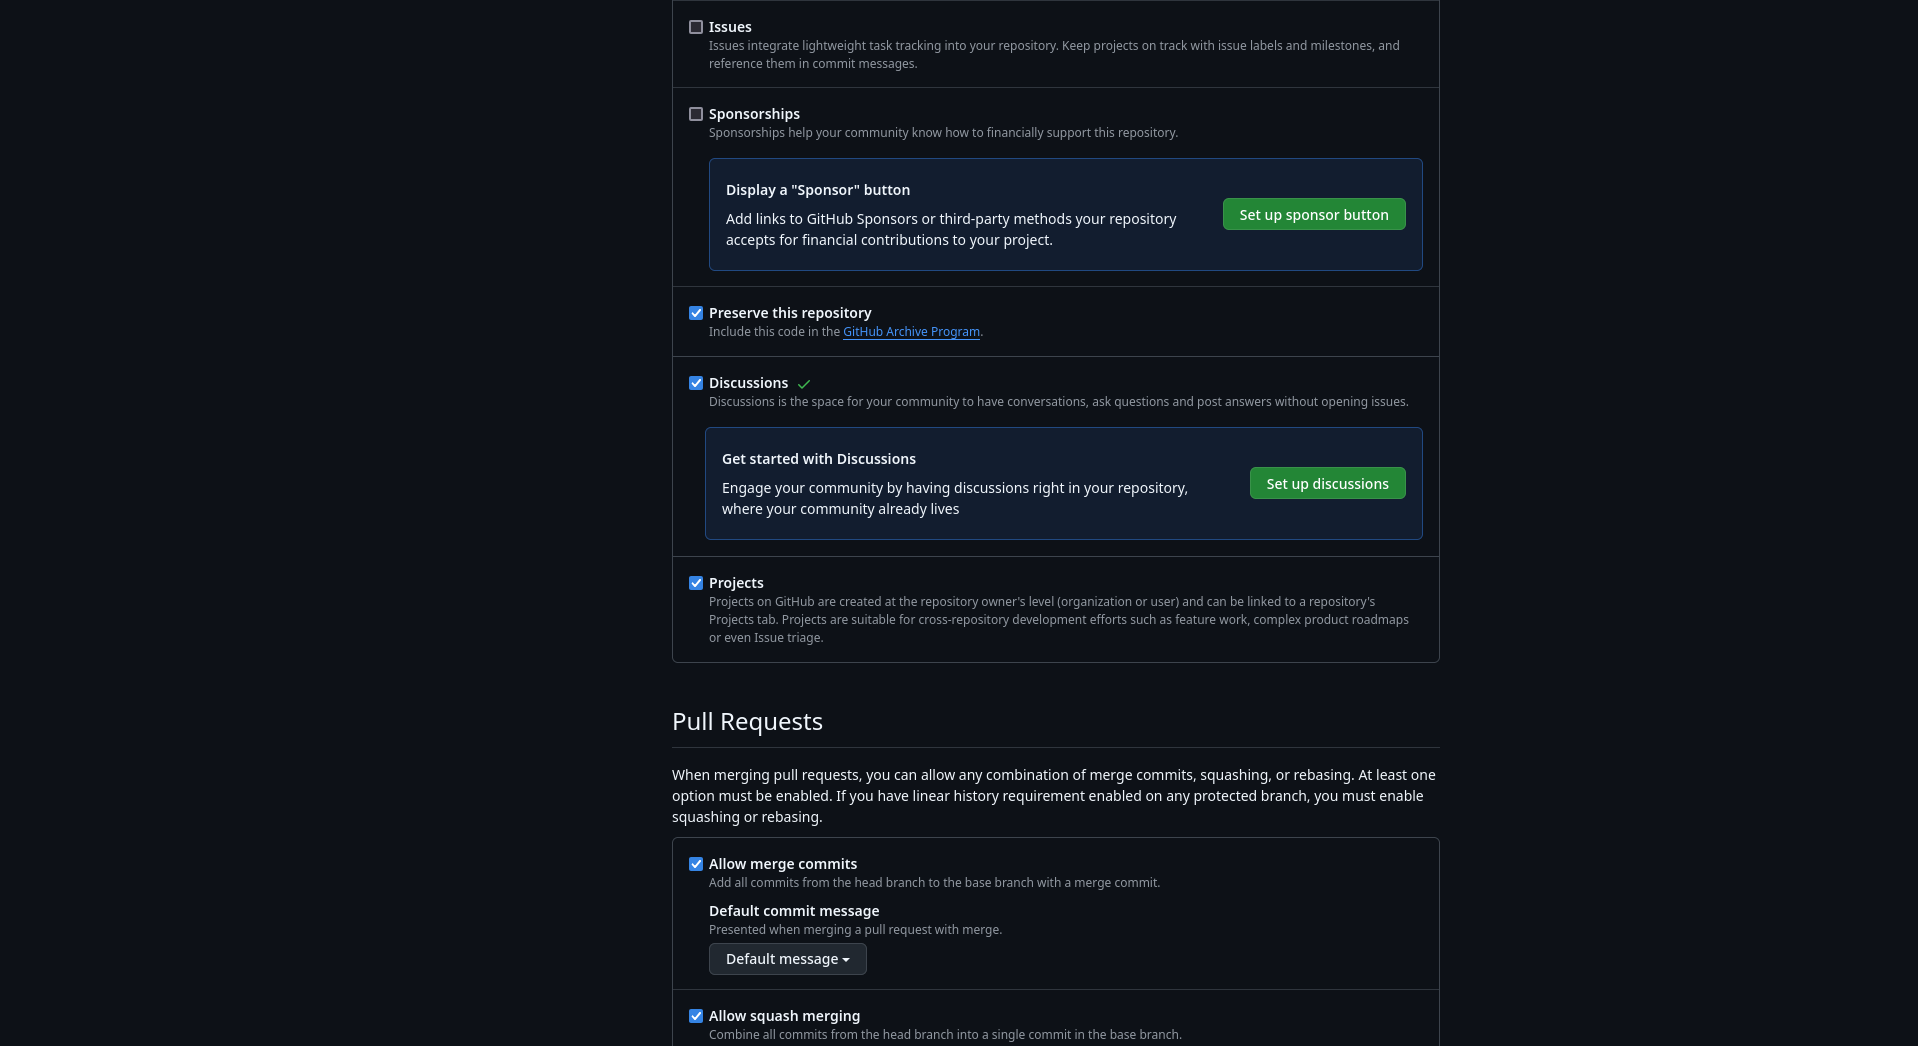 Issues
Issues integrate lightweight task tracking into your repository. Keep projects on track with issue labels and milestones, and
reference them in commit messages.
Sponsorships
Sponsorships help your community know how to financially support this repository.
Display a "Sponsor" button
Add links to GitHub Sponsors or third-party methods your repository
accepts for financial contributions to your project.
Set up sponsor button
Preserve this repository
Include this code in the GitHub Archive Program.
Discussions
Discussions is the space for your community to have conversations, ask questions and post answers without opening issues.
Get started with Discussions
Engage your community by having discussions right in your repository,
where your community already lives
Set up discussions
Projects
Projects on GitHub are created at the repository owner's level (organization or user) and can be linked to a repository's
Projects tab. Projects are suitable for cross-repository development efforts such as feature work, complex product roadmaps
or even Issue triage.
Pull Requests
When merging pull requests, you can allow any combination of merge commits, squashing, or rebasing. At least one
option must be enabled. If you have linear history requirement enabled on any protected branch, you must enable
squashing or rebasing.
Allow merge commits
Add all commits from the head branch to the base branch with a merge commit.
Default commit message
Presented when merging a pull request with merge.
Default message
Allow squash merging
Combine all commits from the head branch into a single commit in the base branch.